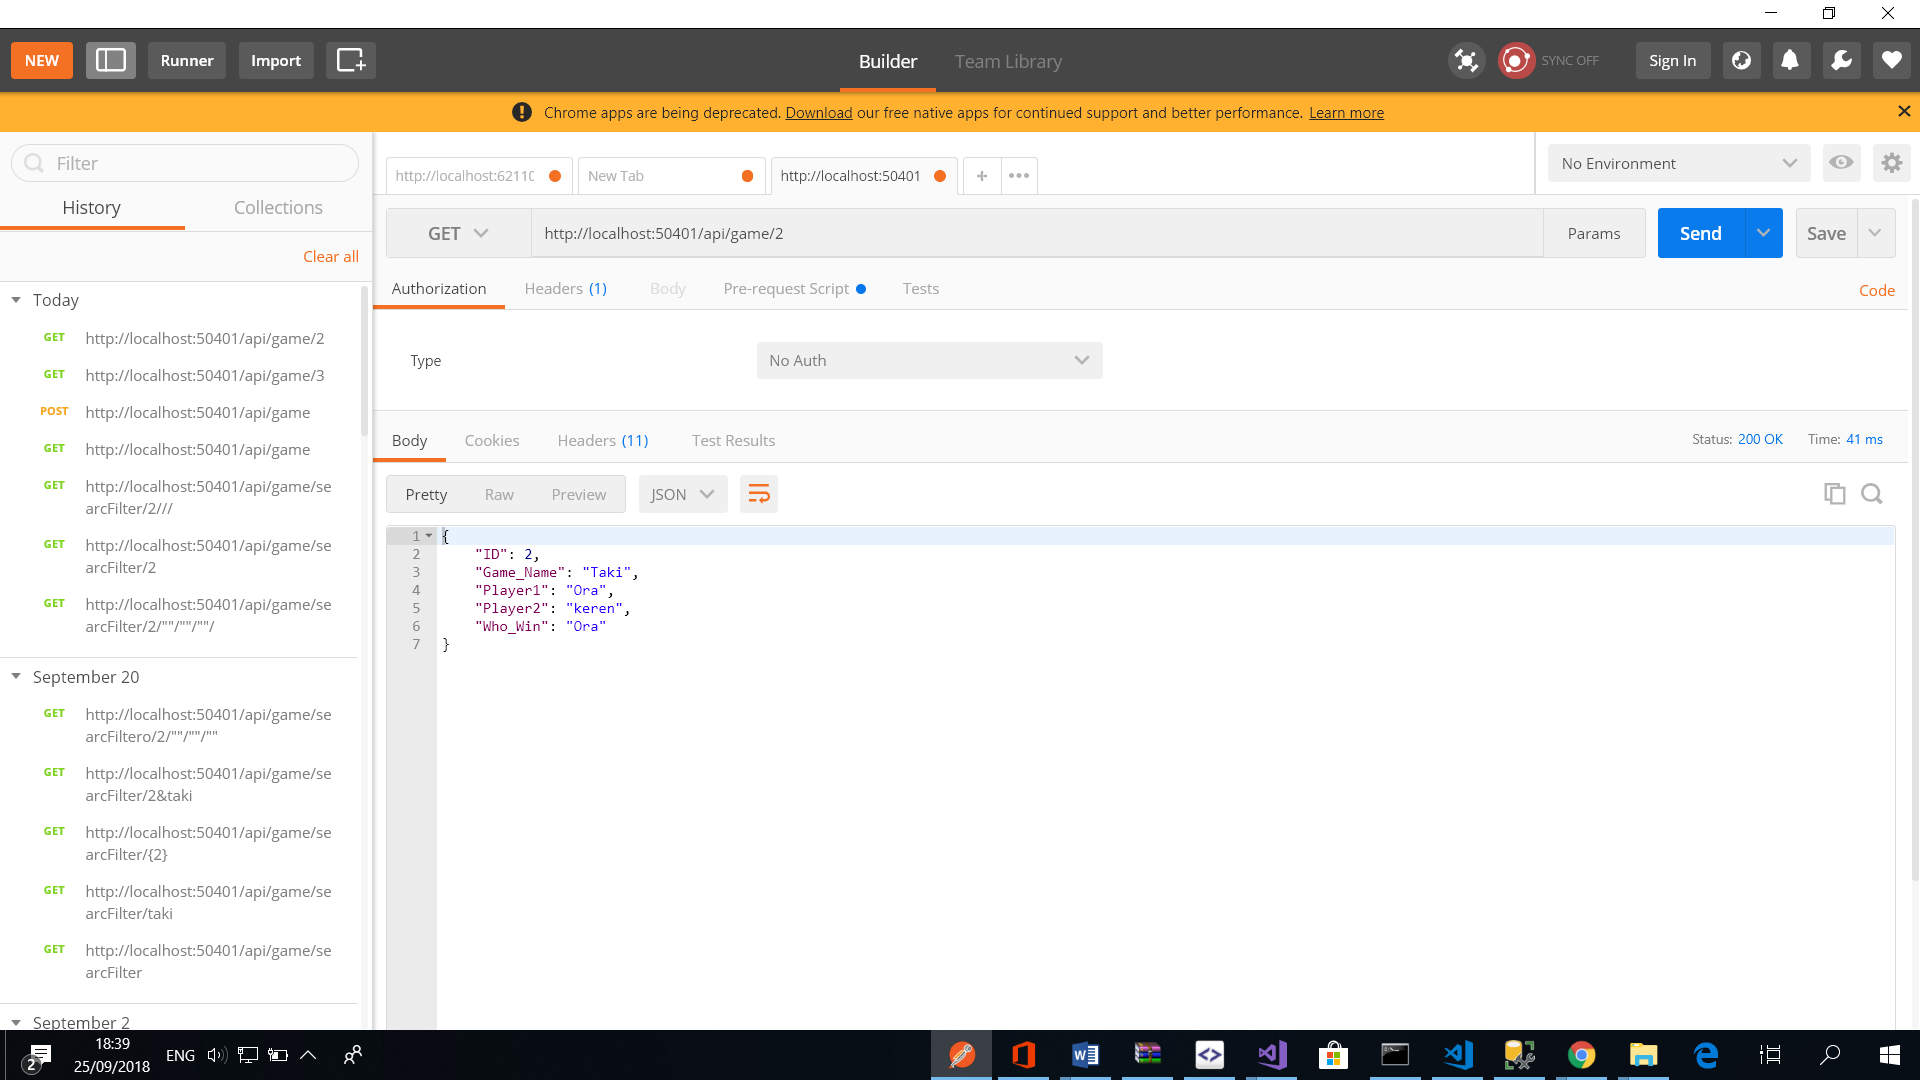 NEW
Runner
Import
Builder
Team Library
SYNC OFF
Sign In
Chrome apps are being deprecated. Download our free native apps for continued support and better performance. Learn more
Filter
History
Collections
Clear all
Today
GET http://localhost:50401/api/game/2
GET http://localhost:50401/api/game/3
POST http://localhost:50401/api/game
GET http://localhost:50401/api/game
GET http://localhost:50401/api/game/se
arcFilter/2///
GET http://localhost:50401/api/game/se
arcFilter/2
GET http://localhost:50401/api/game/se
arcFilter/2/""/""/""/
September 20
GET http://localhost:50401/api/game/se
arcFiltero/2/""/""/""
GET http://localhost:50401/api/game/se
arcFilter/2&taki
GET http://localhost:50401/api/game/se
arcFilter/{2}
GET http://localhost:50401/api/game/se
arcFilter/taki
GET http://localhost:50401/api/game/se
arcFilter
September 2
http://localhost:62110
New Tab
http://localhost:50401
No Environment
GET
http://localhost:50401/api/game/2
Params
Send
Save
Authorization
Headers (1)
Body
Pre-request Script
Tests
Code
Type
No Auth
Body
Cookies
Headers (11)
Test Results
Status: 200 OK
Time: 41 ms
Pretty
Raw
Preview
JSON
1 {
2 "ID": 2,
3 "Game_Name": "Taki",
4 "Player1": "Ora",
5 "Player2": "keren",
6 "Who_Win": "Ora"
7 }
2
18:39
25/09/2018
ENG